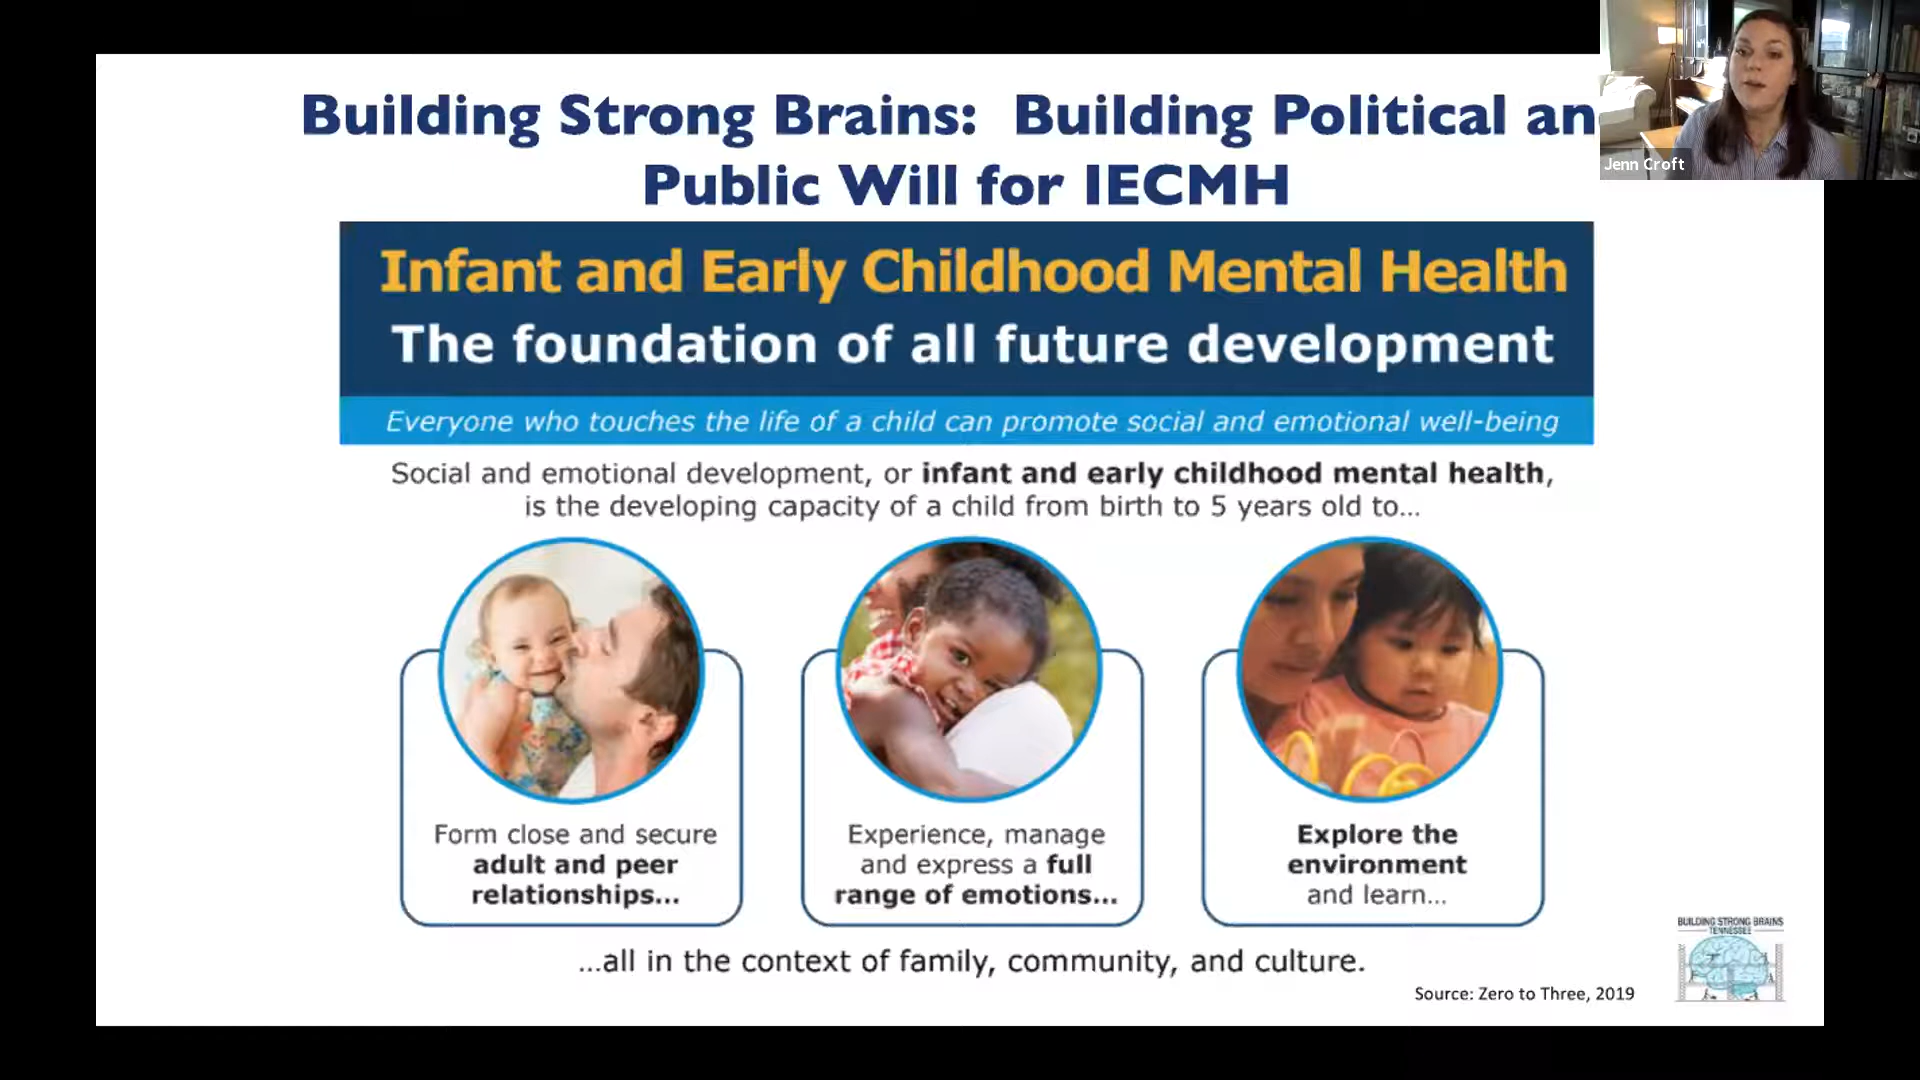 Building Strong Brains: Building Political an
Public Will for IECMH
Jenn Croft
Infant and Early Childhood Mental Health
The foundation of all future development
Everyone who touches the life of a child can promote social and emotional well-being
Social and emotional development, or infant and early childhood mental health,
is the developing capacity of a child from birth to 5 years old to...
Form close and secure
adult and peer
relationships...
Experience, manage
and express a full
range of emotions...
Explore the
environment
and learn...
...all in the context of family, community, and culture.
Source: Zero to Three, 2019
BUILDING STRONG BRAINS
TENNESSEE